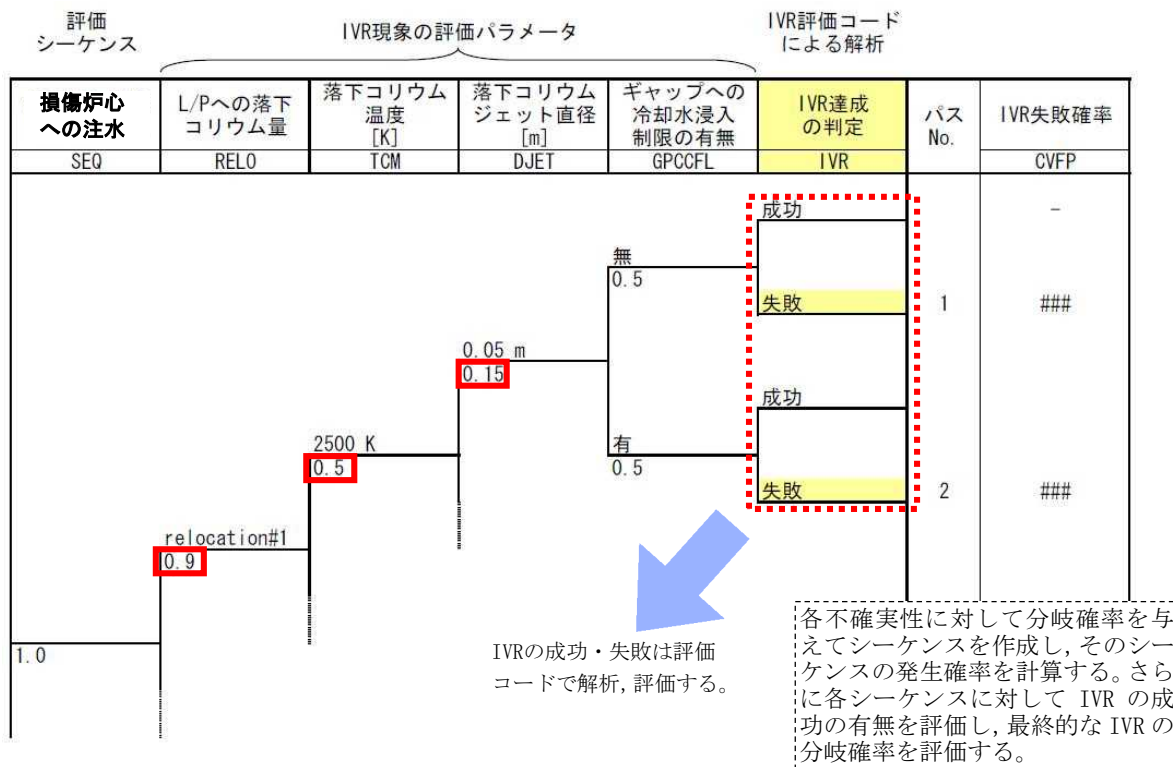 評価
シーケンス
IVR現象の評価パラメータ
IVR評価コード
による解析
損傷炉心
への注水
L/Pへの落下
コリウム量
落下コリウム
温度
[K]
落下コリウム
ジェット直径
[m]
ギャップへの
冷却水浸入
制限の有無
IVR達成
の判定
パス
No.
IVR失敗確率
SEQ
RELO
TCM
DJET
GPCCFL
IVR
CVFP
成功
-
無
0.5
失敗
1
###
0.05 m
0.15
成功
2500 K
0.5
有
0.5
失敗
2
###
relocation#1
0.9
1.0
IVRの成功・失敗は評価
コードで解析,評価する。
各不確実性に対して分岐確率を与
えてシーケンスを作成し,そのシー
ケンスの発生確率を計算する。さら
に各シーケンスに対して IVR の成
功の有無を評価し,最終的な IVR の
分岐確率を評価する。